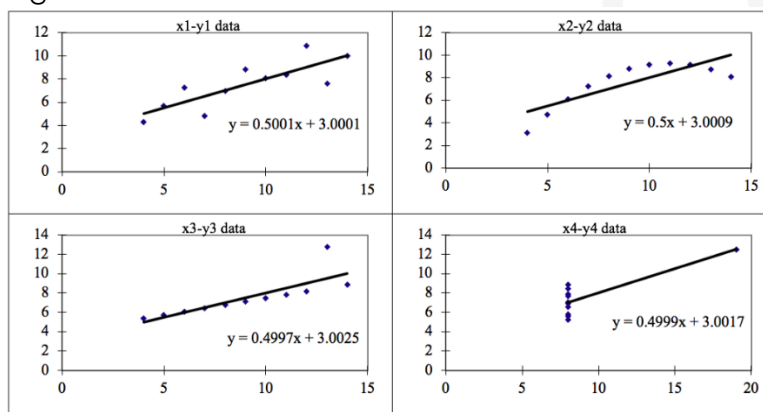 x1-y1 data
12
10
8
6
4
2
0
0 5 10 15
y = 0.5001x + 3.0001
x2-y2 data
12
10
8
6
4
2
0
0 5 10 15
y = 0.5x + 3.0009
x3-y3 data
14
12
10
8
6
4
2
0
0 5 10 15
y = 0.4997x + 3.0025
x4-y4 data
14
12
10
8
6
4
2
0
0 5 10 15 20
y = 0.4999x + 3.0017